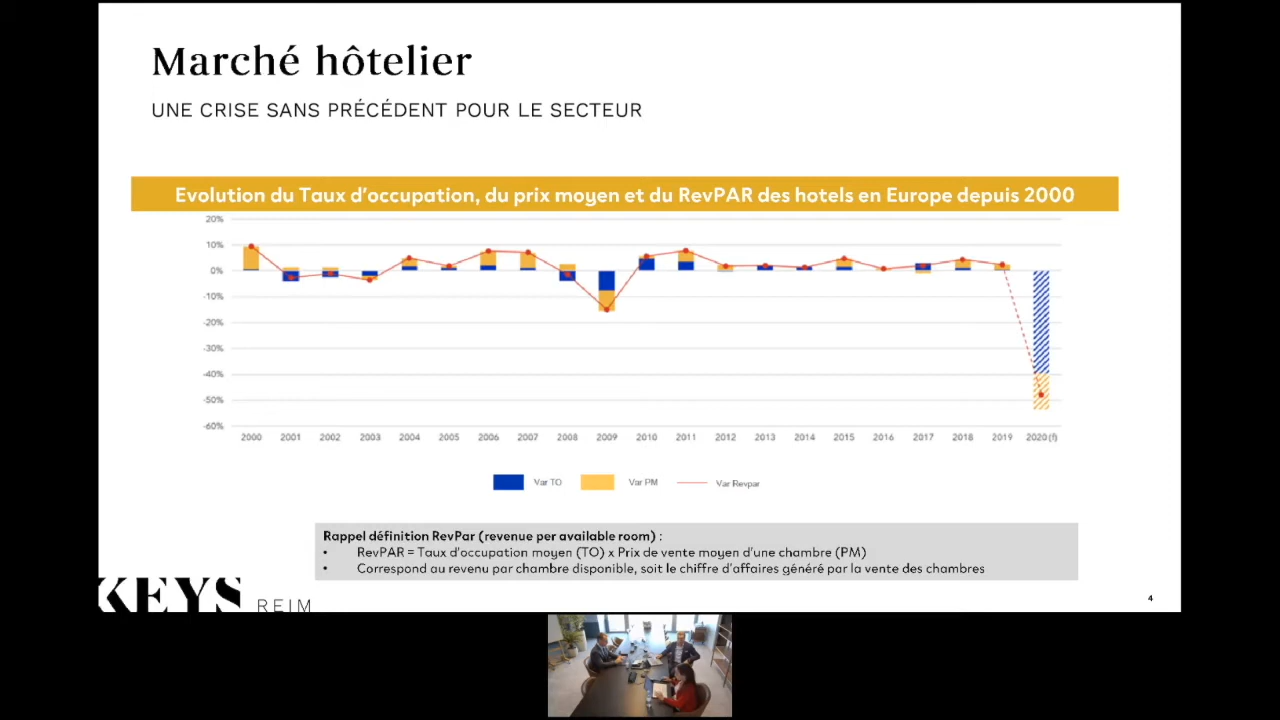 Marché hôtelier
UNE CRISE SANS PRÉCÉDENT POUR LE SECTEUR
Evolution du Taux d'occupation, du prix moyen et du RevPAR des hotels en Europe depuis 2000
20%
10%
0%
-10%
-20%
-30%
-40%
-50%
-60%
2000 2001 2002 2003 2004 2005 2006 2007 2008 2009 2010 2011 2012 2013 2014 2015 2016 2017 2018 2019 2020 (f)
Var TO Var PM Var Revpar
Rappel définition RevPar (revenue per available room) :
• RevPAR = Taux d'occupation moyen (TO) x Prix de vente moyen d'une chambre (PM)
• Correspond au revenu par chambre disponible, soit le chiffre d'affaires généré par la vente des chambres
KEYS REIM
4